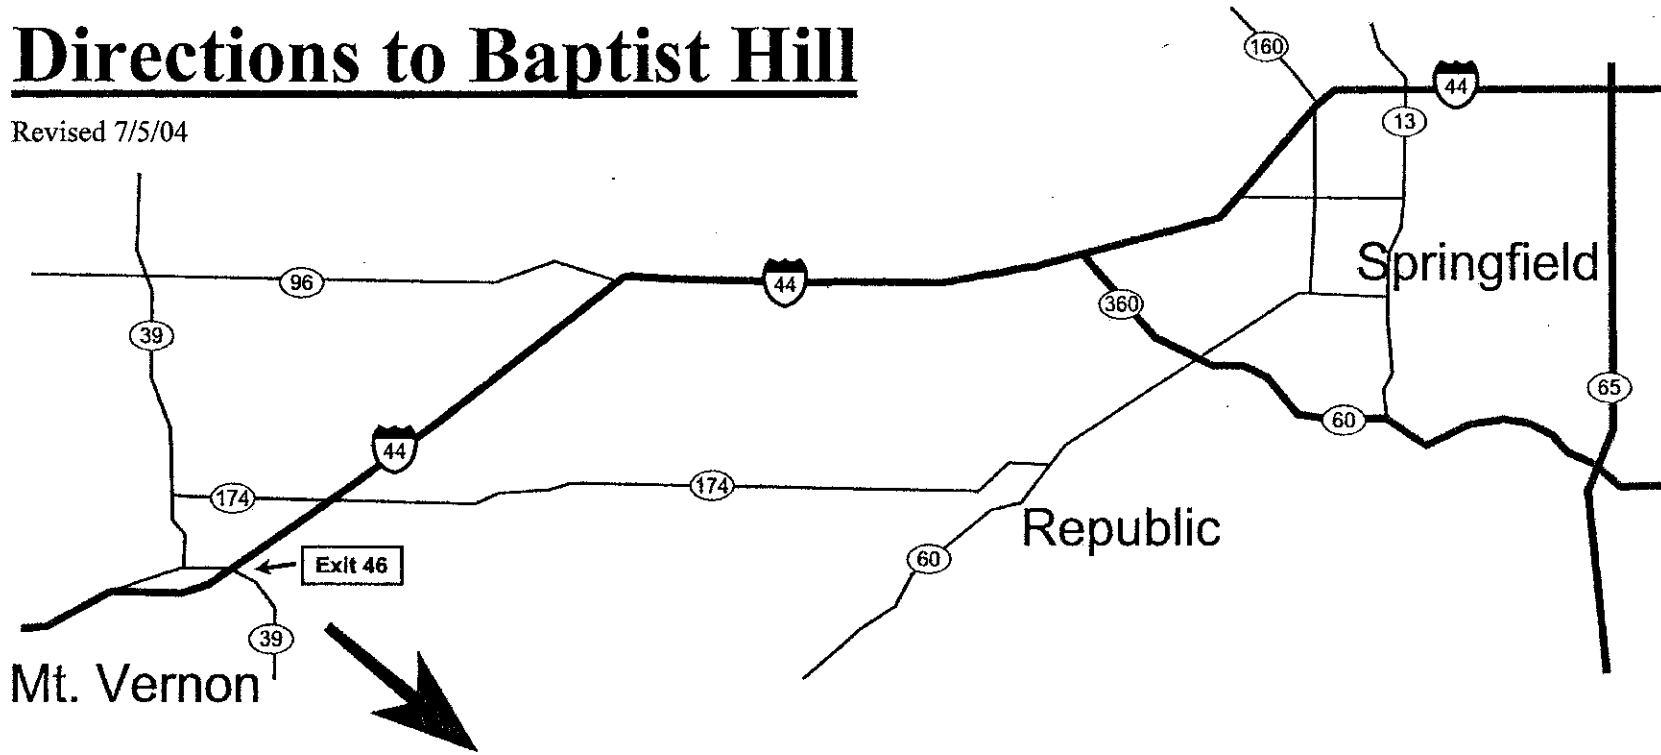 Directions to Baptist Hill
Revised 7/5/04
160
44
13
96
44
39
360
Springfield
65
60
44
174
174
Republic
Exit 46
60
39
Mt. Vernon